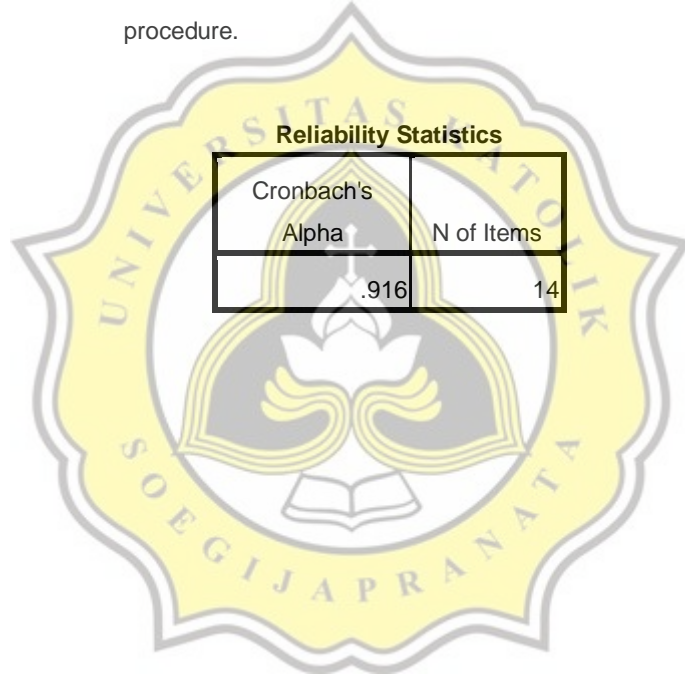 procedure.
Reliability Statistics
Cronbach's
Alpha
N of Items
.916
14
UNIVERSITAS KATOLIK
SOEGIJAPRANATA